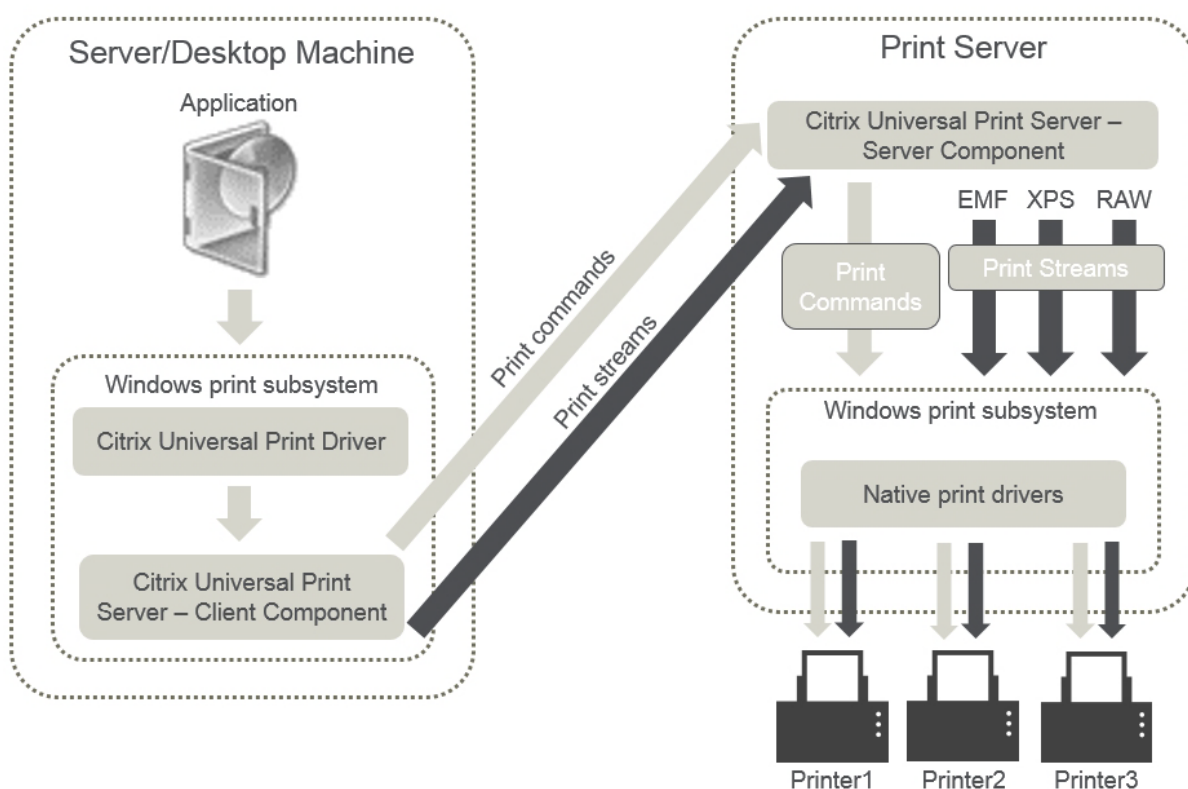 Server/Desktop Machine
Application
Windows print subsystem
Citrix Universal Print Driver
Citrix Universal Print
Server – Client Component
Print commands
Print streams
Print Server
Citrix Universal Print Server –
Server Component
EMF XPS RAW
Print
Commands
Print Streams
Windows print subsystem
Native print drivers
Printer1 Printer2 Printer3